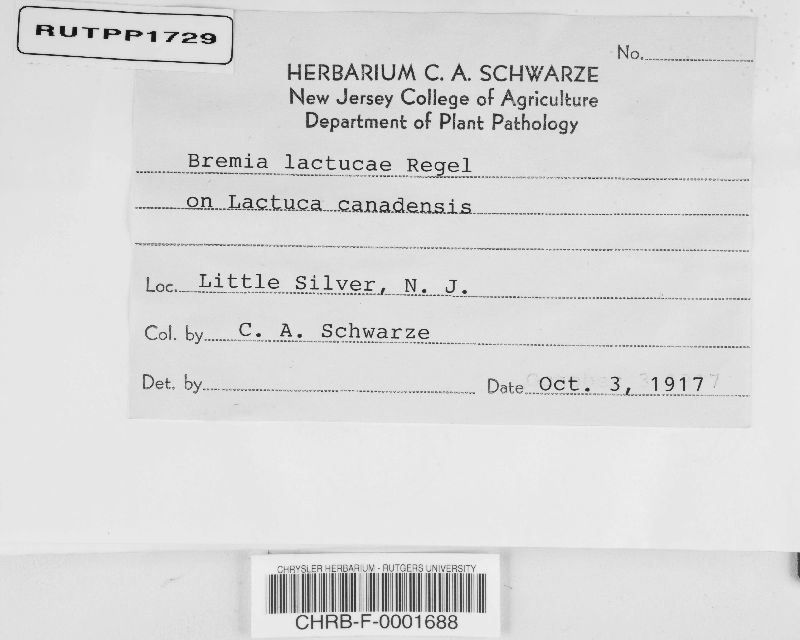 RUTPP1729
No.
HERBARIUM C. A. SCHWARZE
New Jersey College of Agriculture
Department of Plant Pathology
Bremia lactucae Regel
on Lactuca canadensis
Loc. Little Silver, N. J.
Col. by C. A. Schwarze
Det. by Date Oct. 3, 1917
CHRYSLER HERBARIUM - RUTGERS UNIVERSITY
CHRB-F-0001688